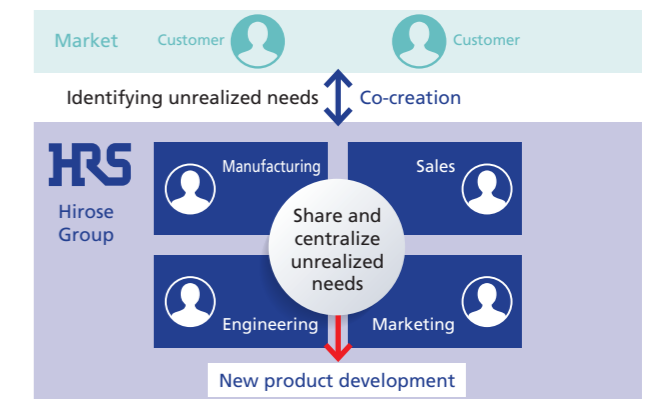 Market
Customer
Customer
Identifying unrealized needs
Co-creation
HRS
Hirose
Group
Manufacturing
Sales
Share and
centralize
unrealized
needs
Engineering
Marketing
New product development